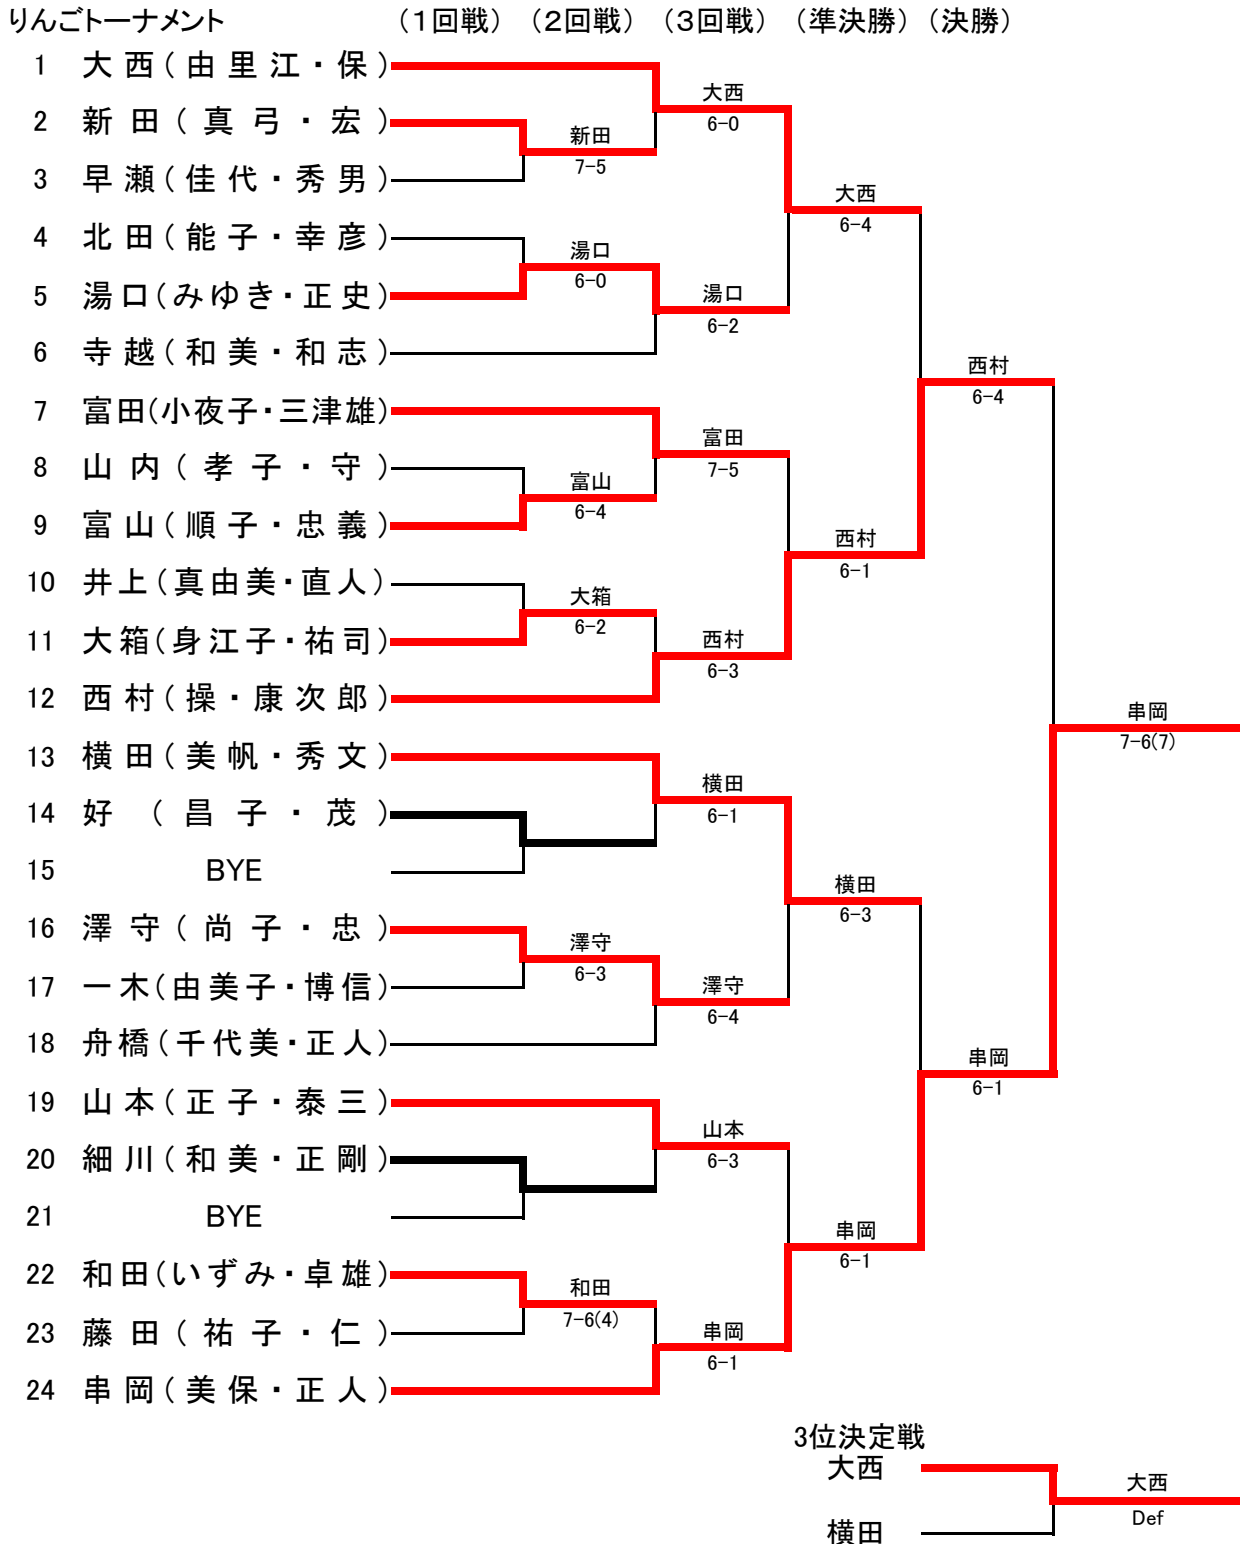 りんごトーナメント (1回戦) (2回戦) (3回戦) (準決勝) (決勝)
1 大西(由里江・保)
大西
2 新田(真弓・宏)
6-0
新田
7-5
3 早瀬(佳代・秀男)
大西
6-4
4 北田(能子・幸彦)
湯口
6-0
5 湯口(みゆき・正史)
湯口
6-2
6 寺越(和美・和志)
西村
6-4
7 富田(小夜子・三津雄)
富田
7-5
8 山内(孝子・守)
富山
6-4
9 富山(順子・忠義)
西村
6-1
10 井上(真由美・直人)
大箱
6-2
11 大箱(身江子・祐司)
西村
6-3
12 西村(操・康次郎)
串岡
7-6(7)
13 横田(美帆・秀文)
横田
6-1
14 好(昌子・茂)
15 BYE
横田
6-3
16 澤守(尚子・忠)
澤守
6-3
17 一木(由美子・博信)
澤守
6-4
18 舟橋(千代美・正人)
串岡
6-1
19 山本(正子・泰三)
山本
6-3
20 細川(和美・正剛)
21 BYE
串岡
6-1
22 和田(いずみ・卓雄)
和田
7-6(4)
23 藤田(祐子・仁)
串岡
6-1
24 串岡(美保・正人)
3位決定戦
大西
大西
Def
横田